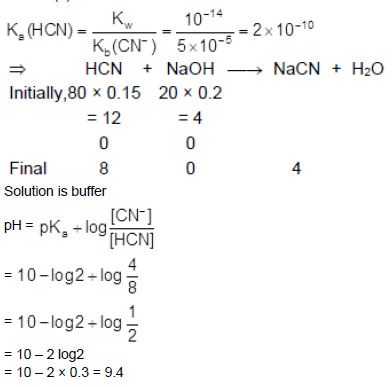 Kₐ(HCN) = K_w / K_b(CN⁻) = 10⁻¹⁴ / 5×10⁻⁵ = 2×10⁻¹⁰
⇒ HCN + NaOH ⟶ NaCN + H₂O
Initially,80 × 0.15 20 × 0.2
= 12 = 4
0 0
Final 8 0 4
Solution is buffer
pH = pKₐ + log [CN⁻] / [HCN]
= 10 – log2 + log 4/8
= 10 – log2 + log 1/2
= 10 – 2 log2
= 10 – 2 × 0.3 = 9.4